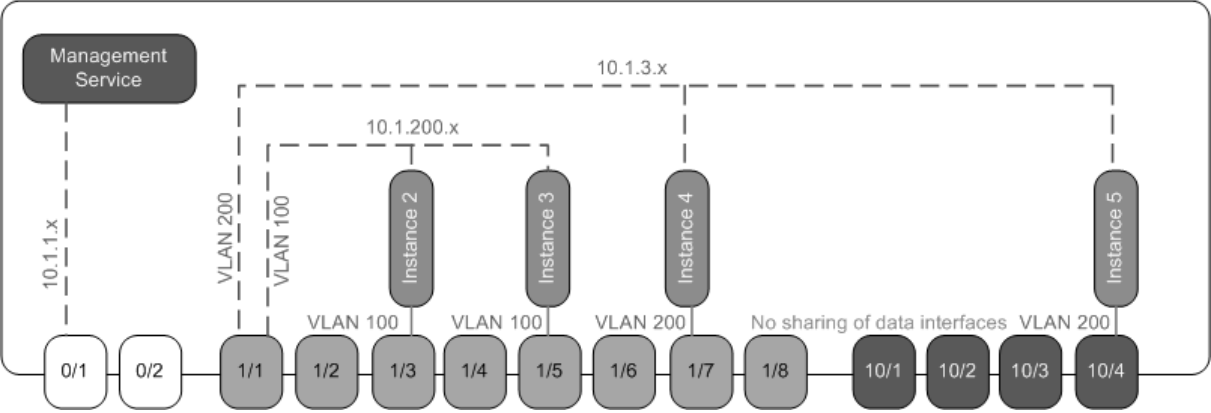 Management
Service
10.1.3.x
10.1.200.x
10.1.1.x
VLAN 200
VLAN 100
Instance 2
Instance 3
Instance 4
Instance 5
VLAN 100
VLAN 100
VLAN 200
No sharing of data interfaces
VLAN 200
0/1
0/2
1/1
1/2
1/3
1/4
1/5
1/6
1/7
1/8
10/1
10/2
10/3
10/4